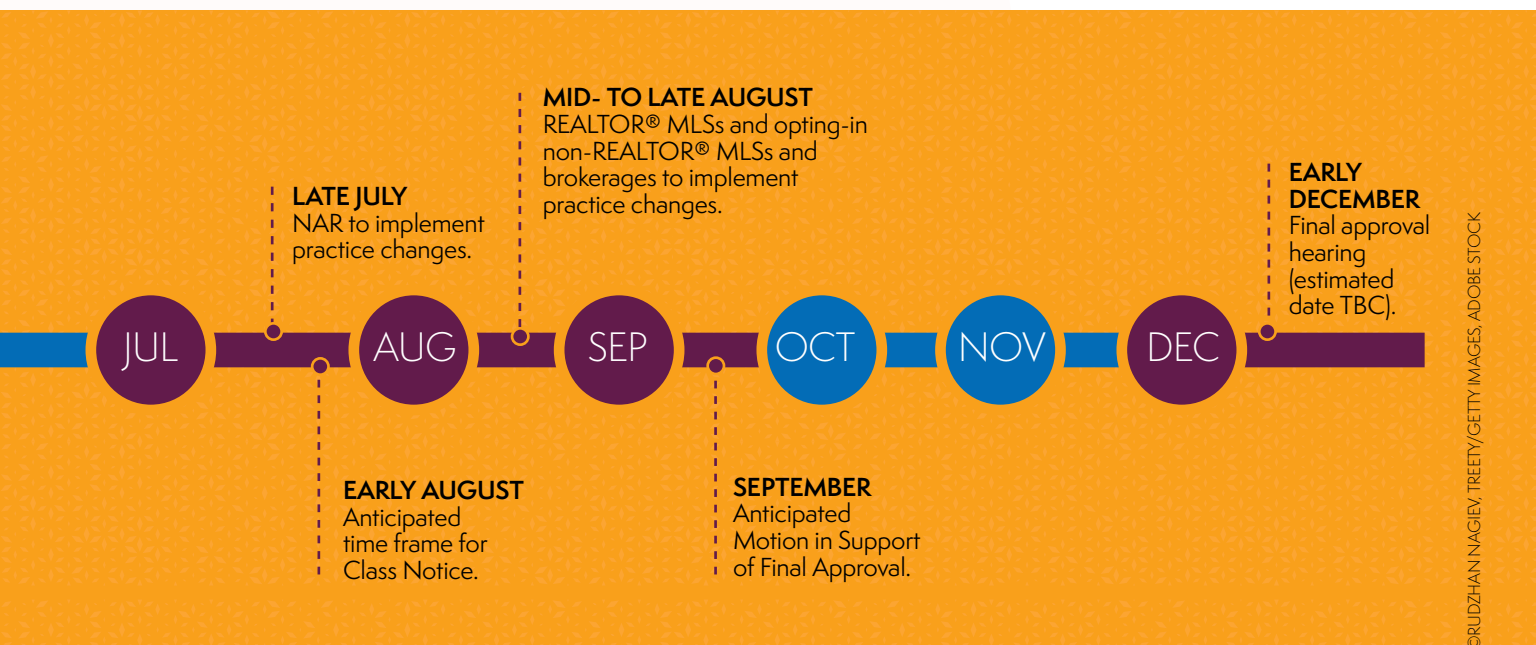 MID- TO LATE AUGUST
REALTOR® MLSs and opting-in
non-REALTOR® MLSs and
brokerages to implement
practice changes.
LATE JULY
NAR to implement
practice changes.
EARLY
DECEMBER
Final approval
hearing
(estimated
date TBC).
JUL
AUG
SEP
OCT
NOV
DEC
EARLY AUGUST
Anticipated
time frame for
Class Notice.
SEPTEMBER
Anticipated
Motion in Support
of Final Approval.
©RUDZHAN NAGIEV, TREETY/GETTY IMAGES, ADOBE STOCK